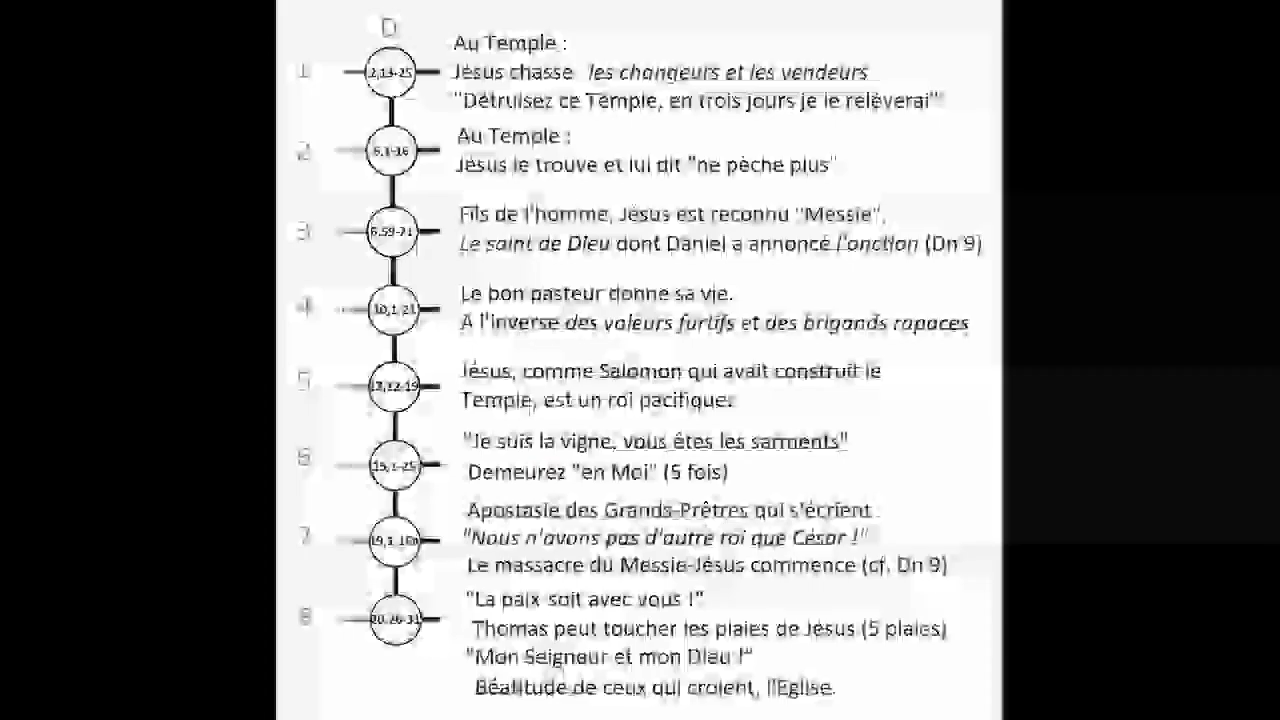 D
Au Temple :
1 2,13-25 Jésus chasse les changeurs et les vendeurs
"Détruisez ce Temple, en trois jours je le relèverai"
Au Temple :
2 Jésus le trouve et lui dit "ne pèche plus"
Fils de l'homme, Jésus est reconnu "Messie",
3 6,59-71 Le saint de Dieu dont Daniel a annoncé l'onction (Dn 9)
Le bon pasteur donne sa vie.
4 10,1-21 A l'inverse des voleurs furtifs et des brigands rapaces
Jésus, comme Salomon qui avait construit le
5 12,12-19
Temple, est un roi pacifique.
"Je suis la vigne, vous êtes les sarments"
6 15,1-25
Demeurez "en Moi" (5 fois)
Apostasie des Grands-Prêtres qui s'écrient
7 "Nous n'avons pas d'autre roi que César !"
Le massacre du Messie-Jésus commence (cf. Dn 9)
"La paix soit avec vous !"
8 20,26-31 Thomas peut toucher les plaies de Jésus (5 plaies)
"Mon Seigneur et mon Dieu !"
Béatitude de ceux qui croient, l'Eglise.